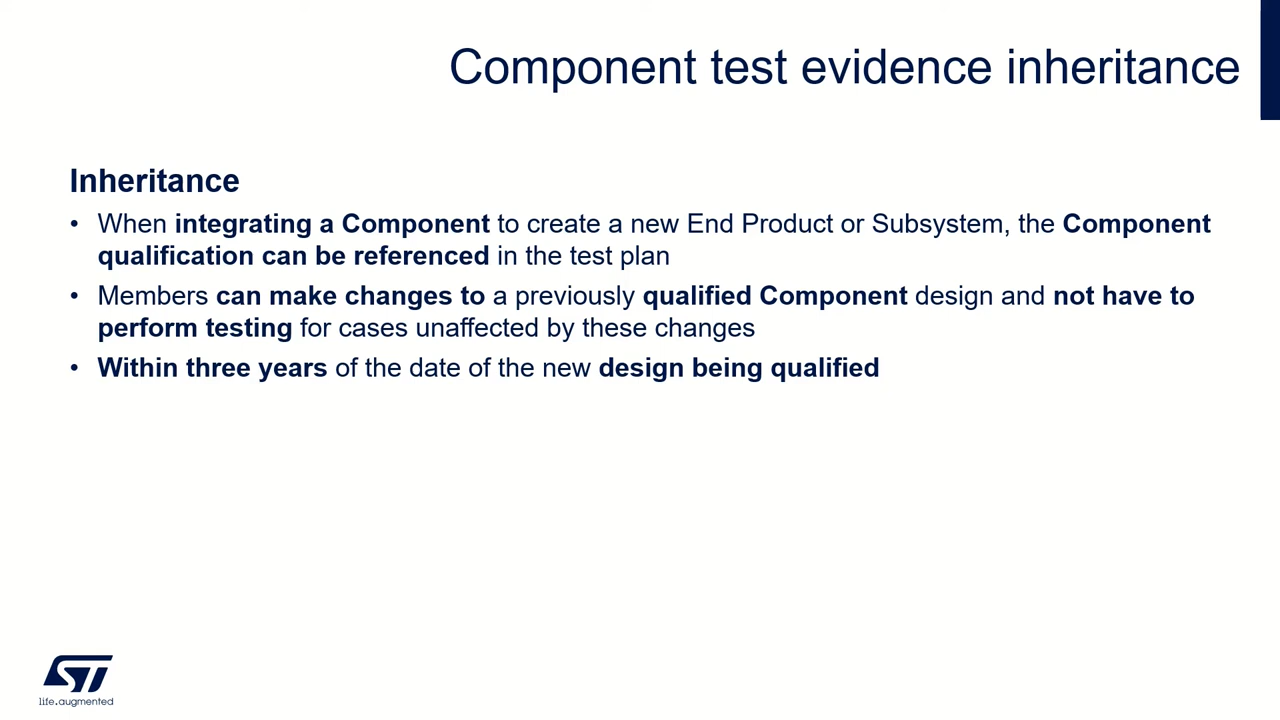 Component test evidence inheritance
Inheritance
• When integrating a Component to create a new End Product or Subsystem, the Component
qualification can be referenced in the test plan
• Members can make changes to a previously qualified Component design and not have to
perform testing for cases unaffected by these changes
• Within three years of the date of the new design being qualified
ST
life.augmented